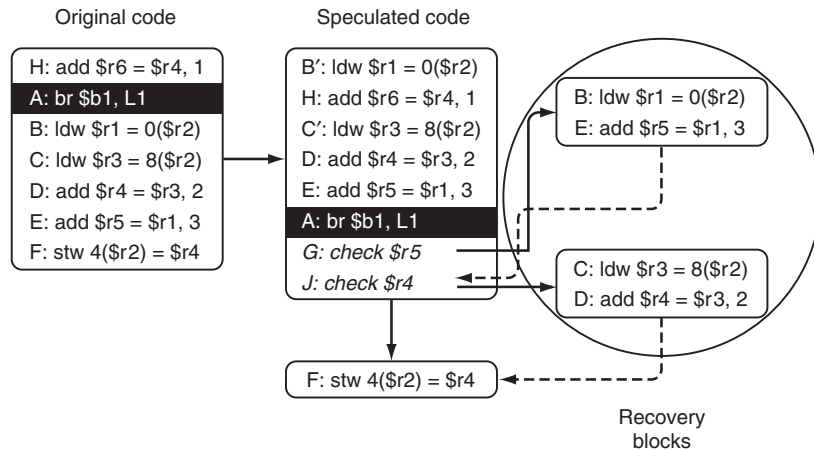 Original code
H: add $r6 = $r4, 1
A: br $b1, L1
B: ldw $r1 = 0($r2)
C: ldw $r3 = 8($r2)
D: add $r4 = $r3, 2
E: add $r5 = $r1, 3
F: stw 4($r2) = $r4
Speculated code
B′: ldw $r1 = 0($r2)
H: add $r6 = $r4, 1
C′: ldw $r3 = 8($r2)
D: add $r4 = $r3, 2
E: add $r5 = $r1, 3
A: br $b1, L1
G: check $r5
J: check $r4
F: stw 4($r2) = $r4
B: ldw $r1 = 0($r2)
E: add $r5 = $r1, 3
C: ldw $r3 = 8($r2)
D: add $r4 = $r3, 2
Recovery
blocks